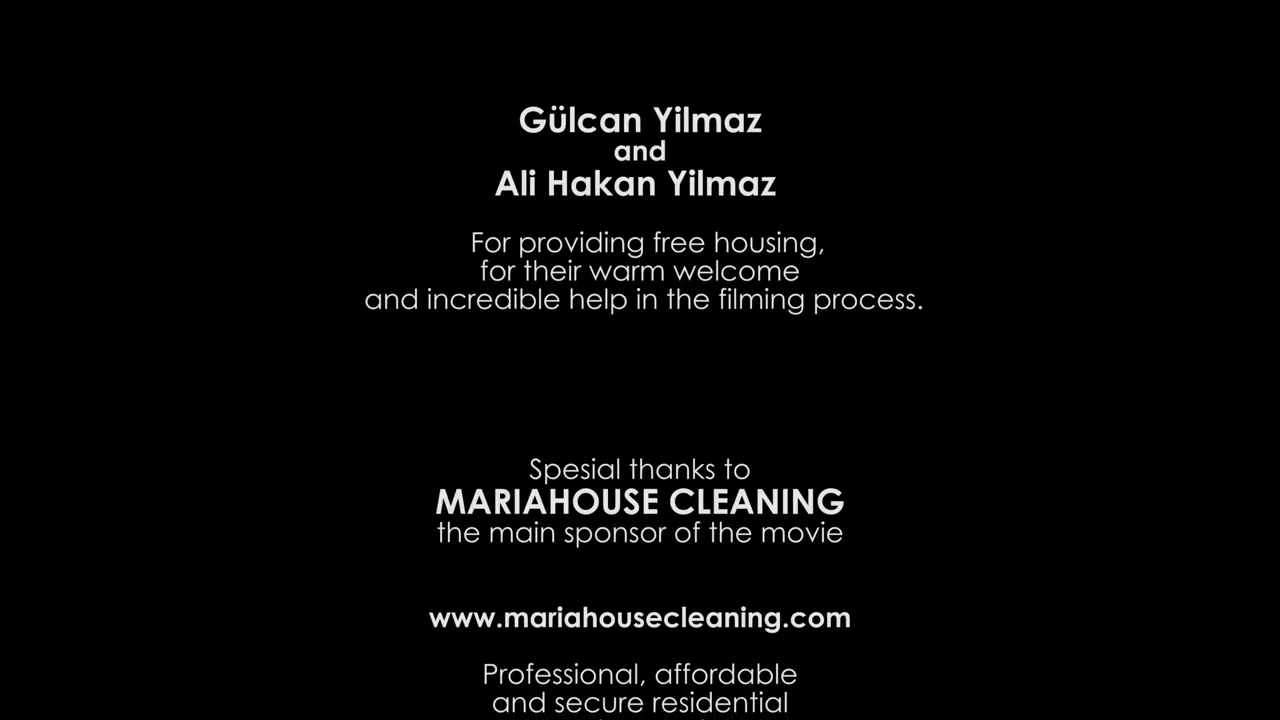 Gülcan Yilmaz
and
Ali Hakan Yilmaz
For providing free housing,
for their warm welcome
and incredible help in the filming process.
Spesial thanks to
MARIAHOUSE CLEANING
the main sponsor of the movie
www.mariahousecleaning.com
Professional, affordable
and secure residential